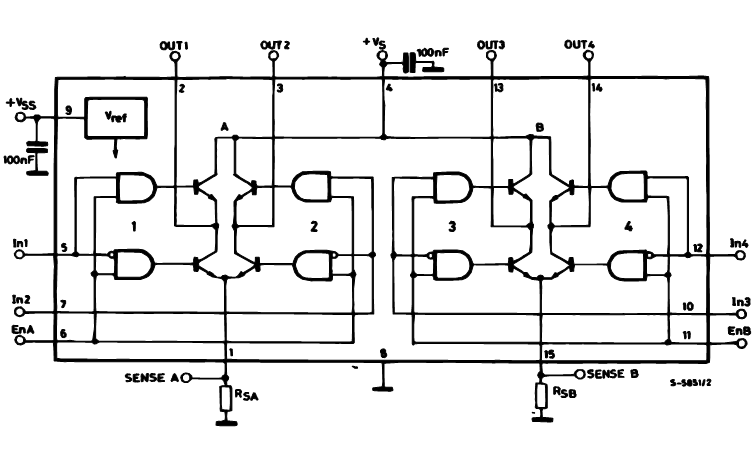 OUT1 OUT2 +VS 100nF OUT3 OUT4
2 3 4 13 14
+VSS 9 Vref
A B
100nF
1 2 3 4
In1 5 12 In4
In2 7 10 In3
EnA 6 11 EnB
1 8 15
SENSE A SENSE B
S-5851/2
RSA RSB